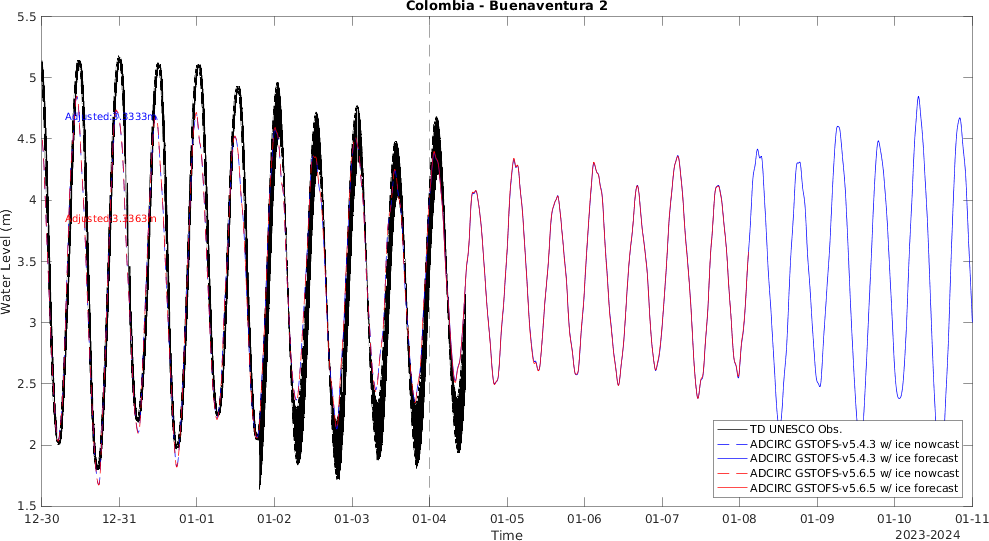 Colombia - Buenaventura 2
5.5
5
4.5
4
3.5
3
2.5
2
1.5
Water Level (m)
Adjusted:3.3333m
Adjusted:3.3363m
TD UNESCO Obs.
ADCIRC GSTOFS-v5.4.3 w/ ice nowcast
ADCIRC GSTOFS-v5.4.3 w/ ice forecast
ADCIRC GSTOFS-v5.6.5 w/ ice nowcast
ADCIRC GSTOFS-v5.6.5 w/ ice forecast
12-30 12-31 01-01 01-02 01-03 01-04 01-05 01-06 01-07 01-08 01-09 01-10 01-11
Time
2023-2024